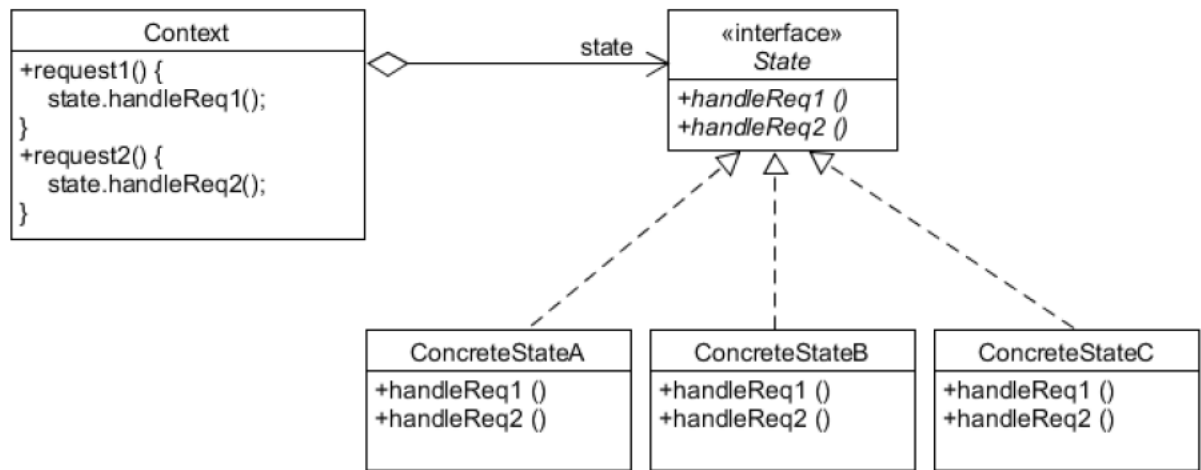 Context
+request1() {
state.handleReq1();
}
+request2() {
state.handleReq2();
}
state
«interface»
State
+handleReq1 ()
+handleReq2 ()
ConcreteStateA
+handleReq1 ()
+handleReq2 ()
ConcreteStateB
+handleReq1 ()
+handleReq2 ()
ConcreteStateC
+handleReq1 ()
+handleReq2 ()